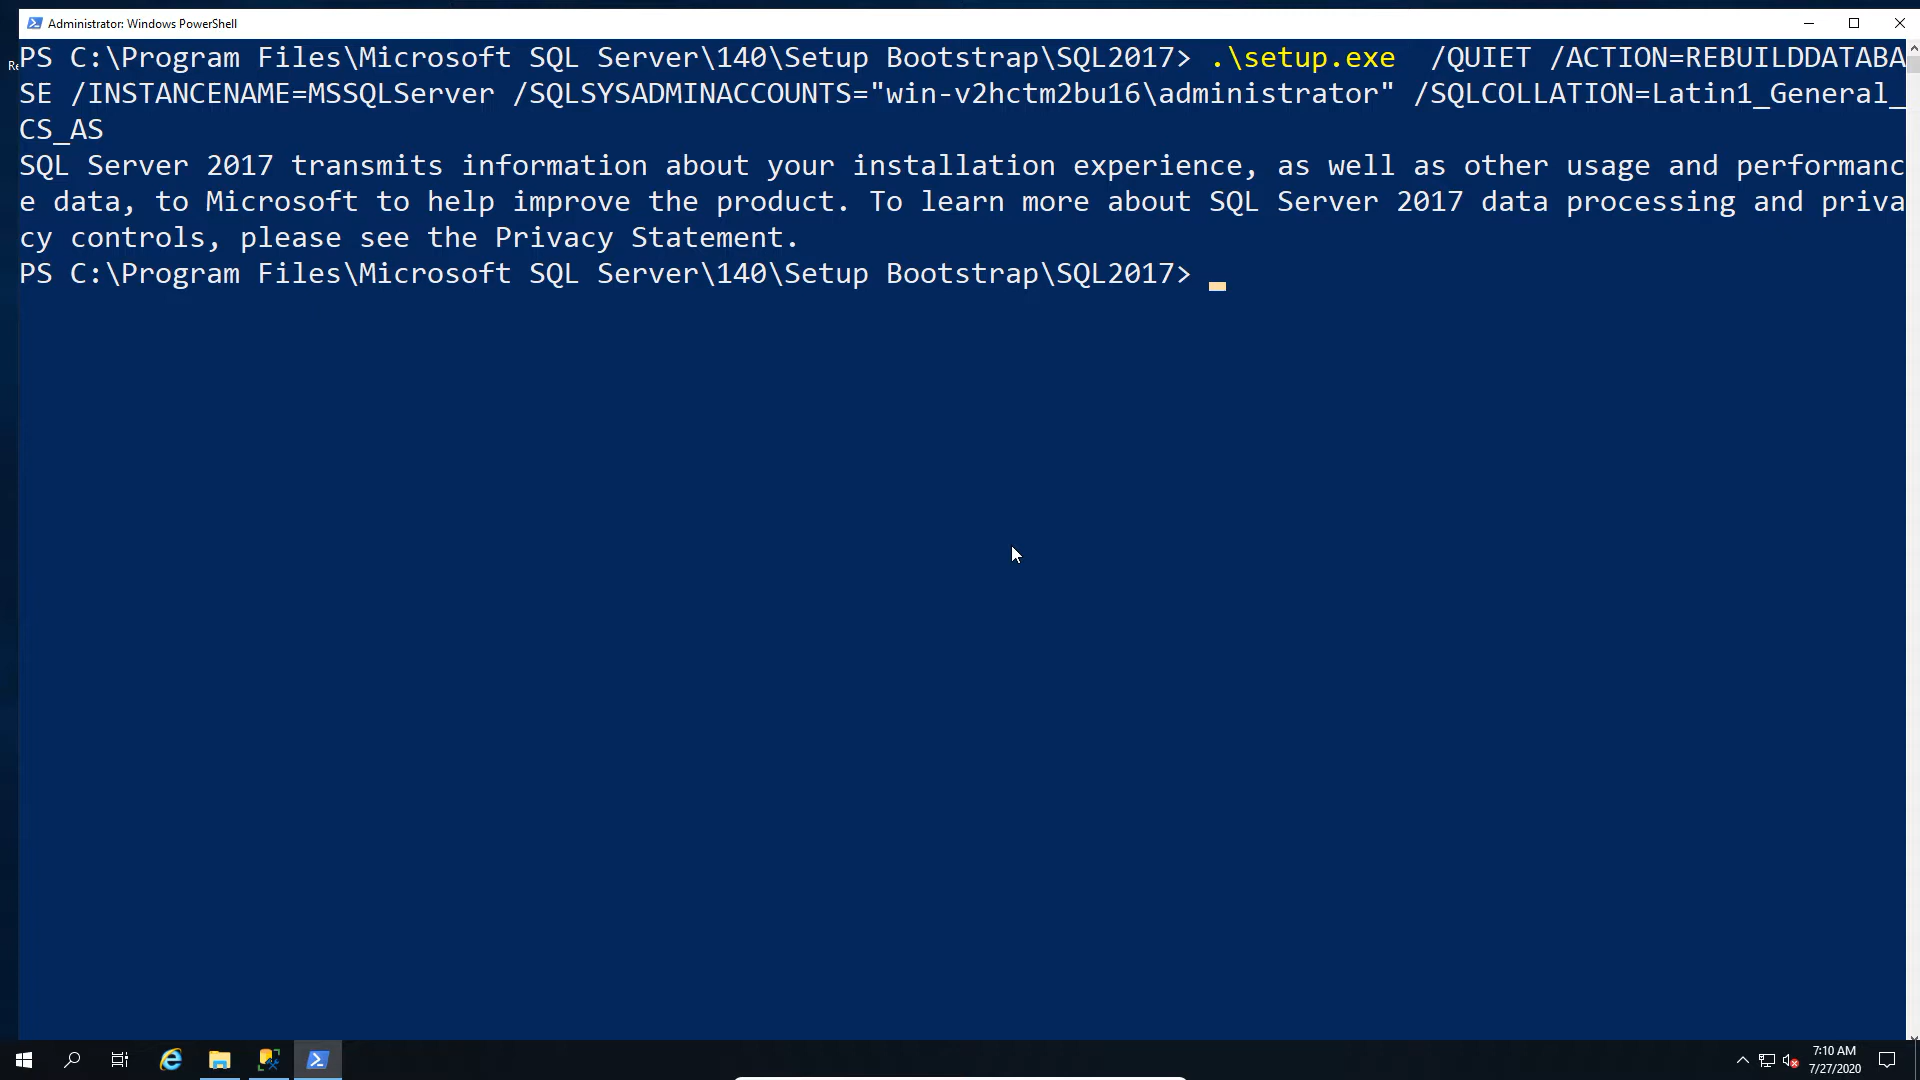 Administrator: Windows PowerShell
Re
PS C:\Program Files\Microsoft SQL Server\140\Setup Bootstrap\SQL2017> .\setup.exe  /QUIET /ACTION=REBUILDDATABA
SE /INSTANCENAME=MSSQLServer /SQLSYSADMINACCOUNTS="win-v2hctm2bu16\administrator" /SQLCOLLATION=Latin1_General_
CS_AS
SQL Server 2017 transmits information about your installation experience, as well as other usage and performanc
e data, to Microsoft to help improve the product. To learn more about SQL Server 2017 data processing and priva
cy controls, please see the Privacy Statement.
PS C:\Program Files\Microsoft SQL Server\140\Setup Bootstrap\SQL2017>
7:10 AM
7/27/2020